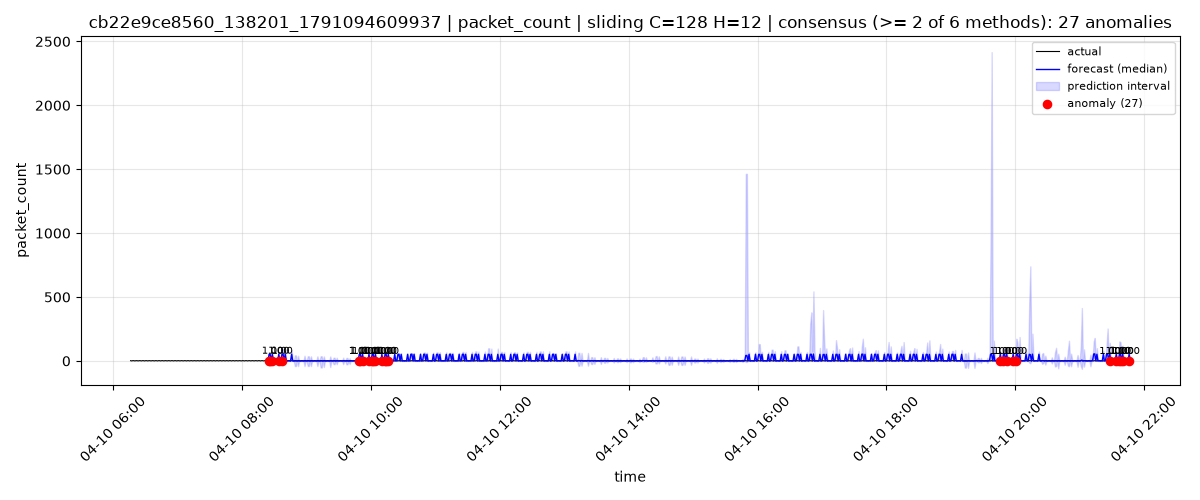 cb22e9ce8560_138201_1791094609937 | packet_count | sliding C=128 H=12 | consensus (>= 2 of 6 methods): 27 anomalies
actual
forecast (median)
prediction interval
anomaly (27)
packet_count
2500
2000
1500
1000
500
0
04-10 06:00
04-10 08:00
04-10 10:00
04-10 12:00
04-10 14:00
04-10 16:00
04-10 18:00
04-10 20:00
04-10 22:00
time